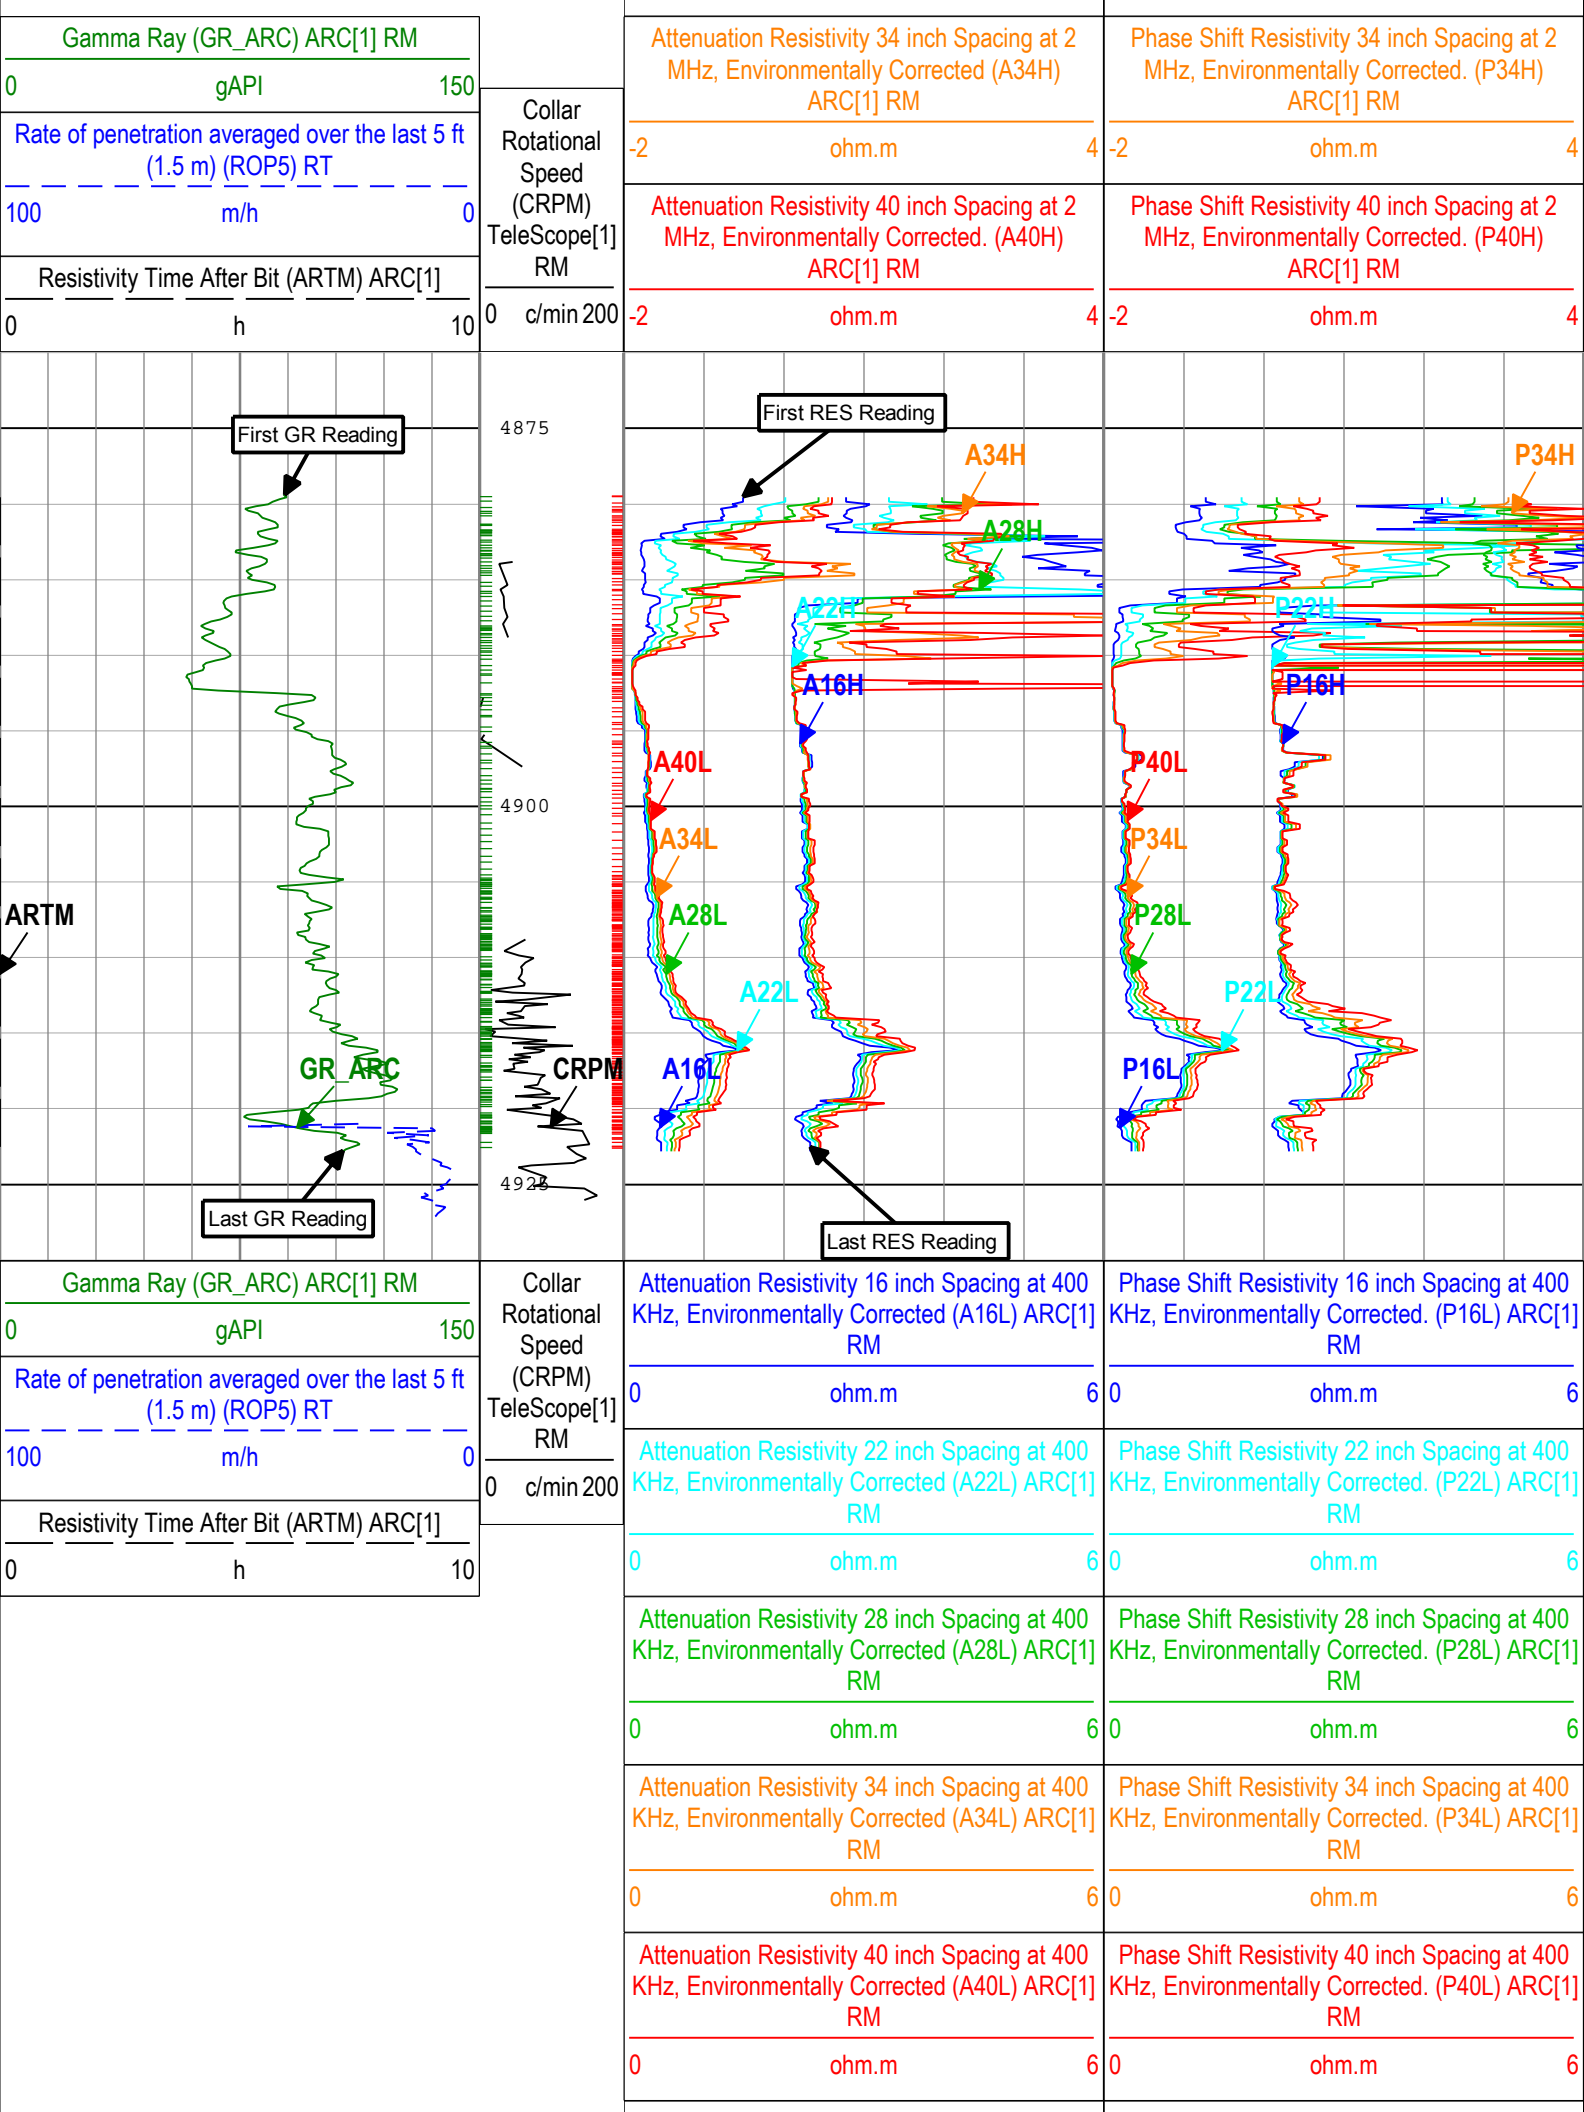 Gamma Ray (GR_ARC) ARC[1] RM
0 gAPI 150
Rate of penetration averaged over the last 5 ft
(1.5 m) (ROP5) RT
100 m/h 0
Resistivity Time After Bit (ARTM) ARC[1]
0 h 10
Collar
Rotational
Speed
(CRPM)
TeleScope[1]
RM
0 c/min 200
Attenuation Resistivity 34 inch Spacing at 2
MHz, Environmentally Corrected (A34H)
ARC[1] RM
-2 ohm.m 4
Attenuation Resistivity 40 inch Spacing at 2
MHz, Environmentally Corrected. (A40H)
ARC[1] RM
-2 ohm.m 4
Phase Shift Resistivity 34 inch Spacing at 2
MHz, Environmentally Corrected. (P34H)
ARC[1] RM
-2 ohm.m 4
Phase Shift Resistivity 40 inch Spacing at 2
MHz, Environmentally Corrected. (P40H)
ARC[1] RM
-2 ohm.m 4
First GR Reading
ARTM
GR_ARC
Last GR Reading
4875
4900
CRPM
4925
First RES Reading
A34H
A28H
A22H
A16H
A40L
A34L
A28L
A22L
A16L
Last RES Reading
P34H
P22H
P16H
P40L
P34L
P28L
P22L
P16L
Gamma Ray (GR_ARC) ARC[1] RM
0 gAPI 150
Rate of penetration averaged over the last 5 ft
(1.5 m) (ROP5) RT
100 m/h 0
Resistivity Time After Bit (ARTM) ARC[1]
0 h 10
Collar
Rotational
Speed
(CRPM)
TeleScope[1]
RM
0 c/min 200
Attenuation Resistivity 16 inch Spacing at 400
KHz, Environmentally Corrected (A16L) ARC[1]
RM
0 ohm.m 6
Attenuation Resistivity 22 inch Spacing at 400
KHz, Environmentally Corrected (A22L) ARC[1]
RM
0 ohm.m 6
Attenuation Resistivity 28 inch Spacing at 400
KHz, Environmentally Corrected (A28L) ARC[1]
RM
0 ohm.m 6
Attenuation Resistivity 34 inch Spacing at 400
KHz, Environmentally Corrected (A34L) ARC[1]
RM
0 ohm.m 6
Attenuation Resistivity 40 inch Spacing at 400
KHz, Environmentally Corrected (A40L) ARC[1]
RM
0 ohm.m 6
Phase Shift Resistivity 16 inch Spacing at 400
KHz, Environmentally Corrected. (P16L) ARC[1]
RM
0 ohm.m 6
Phase Shift Resistivity 22 inch Spacing at 400
KHz, Environmentally Corrected. (P22L) ARC[1]
RM
0 ohm.m 6
Phase Shift Resistivity 28 inch Spacing at 400
KHz, Environmentally Corrected. (P28L) ARC[1]
RM
0 ohm.m 6
Phase Shift Resistivity 34 inch Spacing at 400
KHz, Environmentally Corrected. (P34L) ARC[1]
RM
0 ohm.m 6
Phase Shift Resistivity 40 inch Spacing at 400
KHz, Environmentally Corrected. (P40L) ARC[1]
RM
0 ohm.m 6